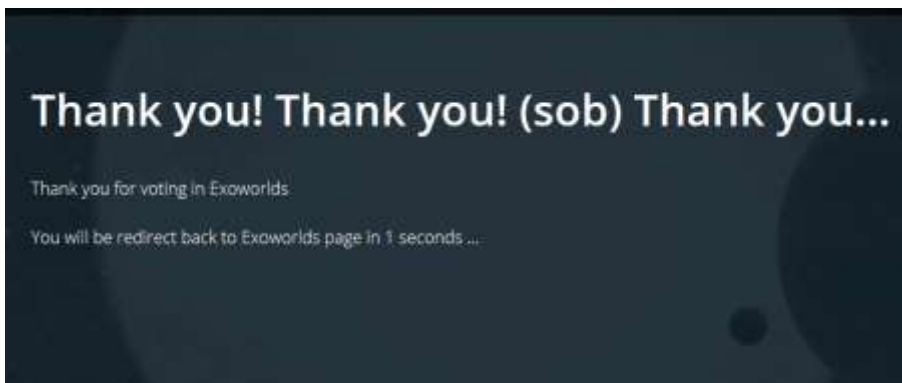 Thank you! Thank you! (sob) Thank you...
Thank you for voting in Exoworlds
You will be redirect back to Exoworlds page in 1 seconds ...